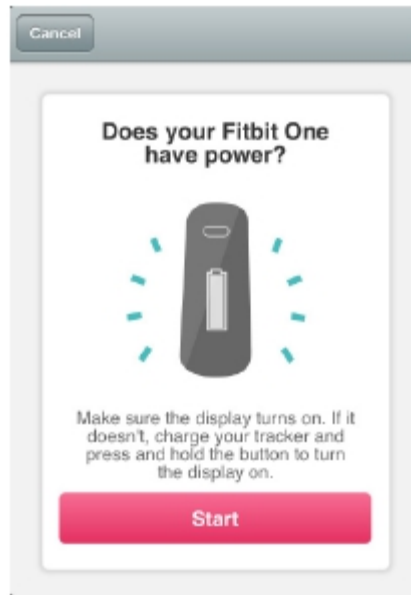 Cancel
Does your Fitbit One
have power?
Make sure the display turns on. If it
doesn't, charge your tracker and
press and hold the button to turn
the display on.
Start